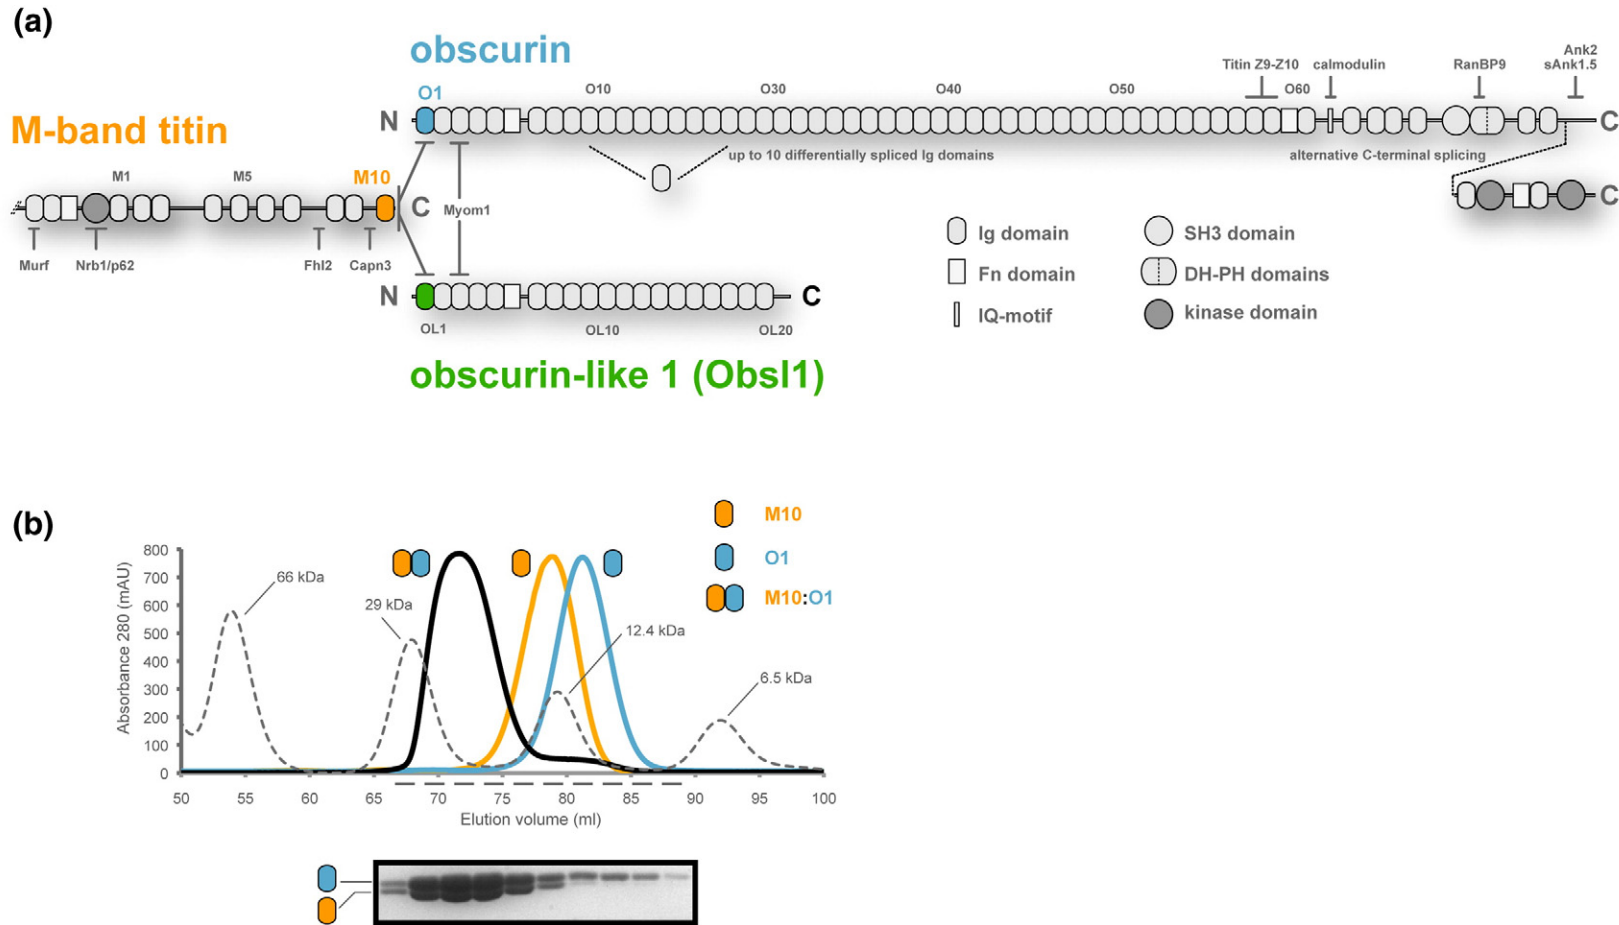 (a)
obscurin
Ank2
Titin Z9-Z10 calmodulin RanBP9 sAnk1.5
O1 O10 O30 O40 O50 O60
N C
M-band titin
up to 10 differentially spliced Ig domains alternative C-terminal splicing
M1 M5 M10
C Myom1 C
Murf Nrb1/p62 Fhl2 Capn3
Ig domain SH3 domain
Fn domain DH-PH domains
IQ-motif kinase domain
N C
OL1 OL10 OL20
obscurin-like 1 (Obsl1)
(b)
M10
O1
M10:O1
800
700
600
500
400
300
200
100
0
Absorbance 280 (mAU)
66 kDa
29 kDa
12.4 kDa
6.5 kDa
50 55 60 65 70 75 80 85 90 95 100
Elution volume (ml)